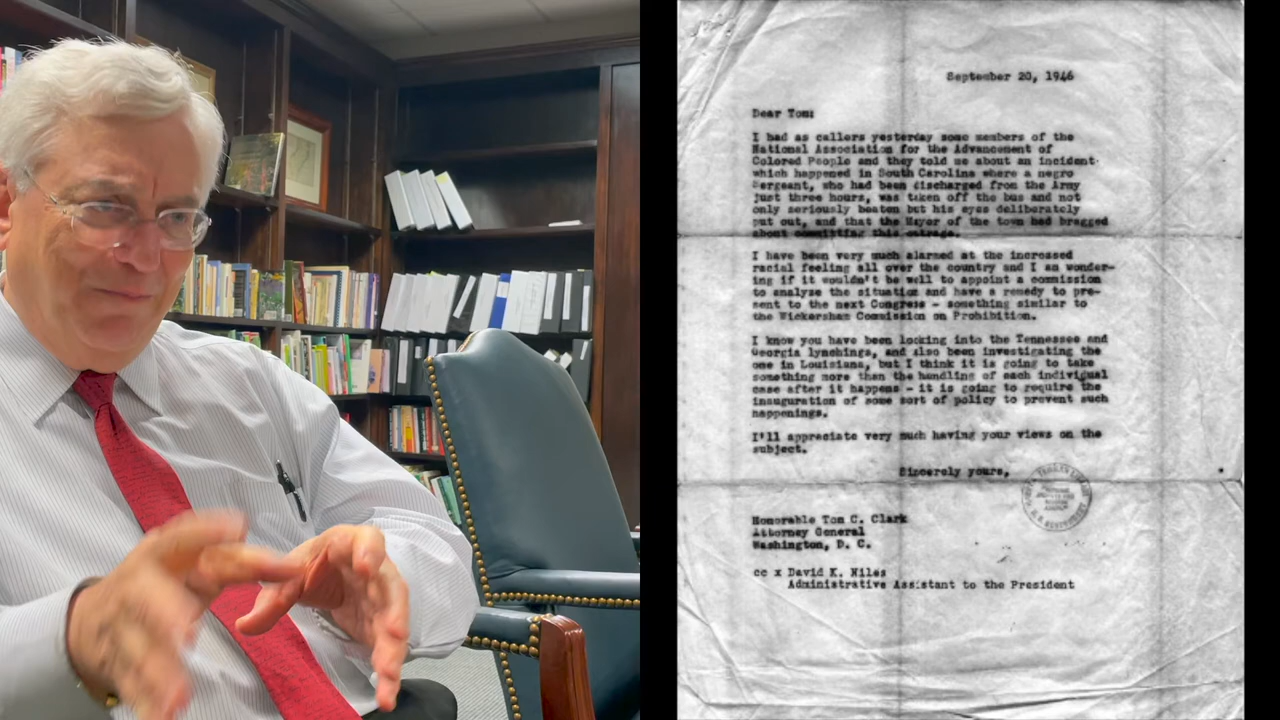 September 20, 1946
Dear Tom:
I had as callers yesterday some members of the
National Association for the Advancement of
Colored People and they told me about an incident
which happened in South Carolina where a negro
Sergeant, who had been discharged from the Army
just three hours, was taken off the bus and not
only seriously beaten but his eyes deliberately
put out, and that the Mayor of the town had bragged
about committing this outrage.
I have been very much alarmed at the increased
racial feeling all over the country and I am wonder-
ing if it wouldn't be well to appoint a commission
to analyze the situation and have a remedy to pre-
sent to the next Congress - something similar to
the Wickersham Commission on Prohibition.
I know you have been looking into the Tennessee and
Georgia lynchings, and also been investigating the
one in Louisiana, but I think it is going to take
something more than the handling of each individual
case after it happens - it is going to require the
inauguration of some sort of policy to prevent such
happenings.
I'll appreciate very much having your views on the
subject.
Sincerely yours,
Honorable Tom C. Clark
Attorney General
Washington, D. C.
cc x David K. Niles
Administrative Assistant to the President